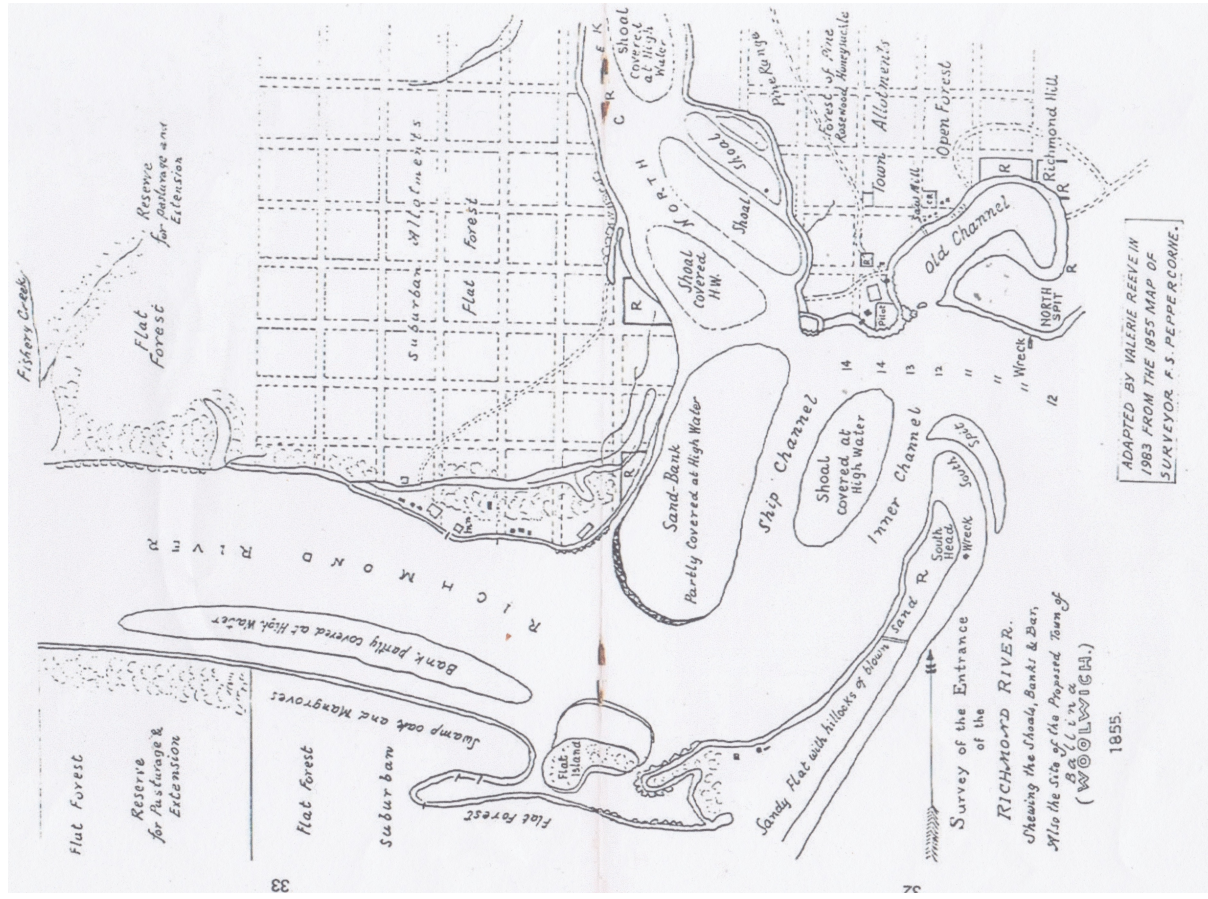 Fishery Creek
Reserve
for pasturage and
Extension
Flat
Forest
Suburban Allotment's
Flat Forest
R
R
RICHMOND RIVER
Inn
Bank partly covered at High Water
Swamp oak and Mangroves
Flat Forest
Reserve
for Pasturage &
Extension
Flat Forest
Suburban
Flat Forest
Flat
Island
Shoal
covered
at High
Water
NORTH CREEK
Shoal
Shoal
Shoal
covered
H.W.
Pine Range
Forest of Pine
Rosewood Honeysuckle
Town Allotment's
Open Forest
Saw Mill
R
Richmond Hill
R
R
R
Old Channel
Pilot
D
NORTH
SPIT
Wreck
14
14
13
12
11
11
11
12
Sand-Bank
Partly Covered at High Water
Ship Channel
Shoal
covered at
High Water
Inner Channel
South Spit
South
Head
Wreck
R
Sandy Flat with hillocks of blown sand
Survey of the Entrance
of the
RICHMOND RIVER.
Shewing the Shoals, Banks & Bar,
Also the Site of the Proposed Town of
Ballina
(WOOLWICH.)
1855.
ADAPTED BY VALERIE REEVE IN
1983 FROM THE 1855 MAP OF
SURVEYOR F. S. PEPPERCORNE.
33
32